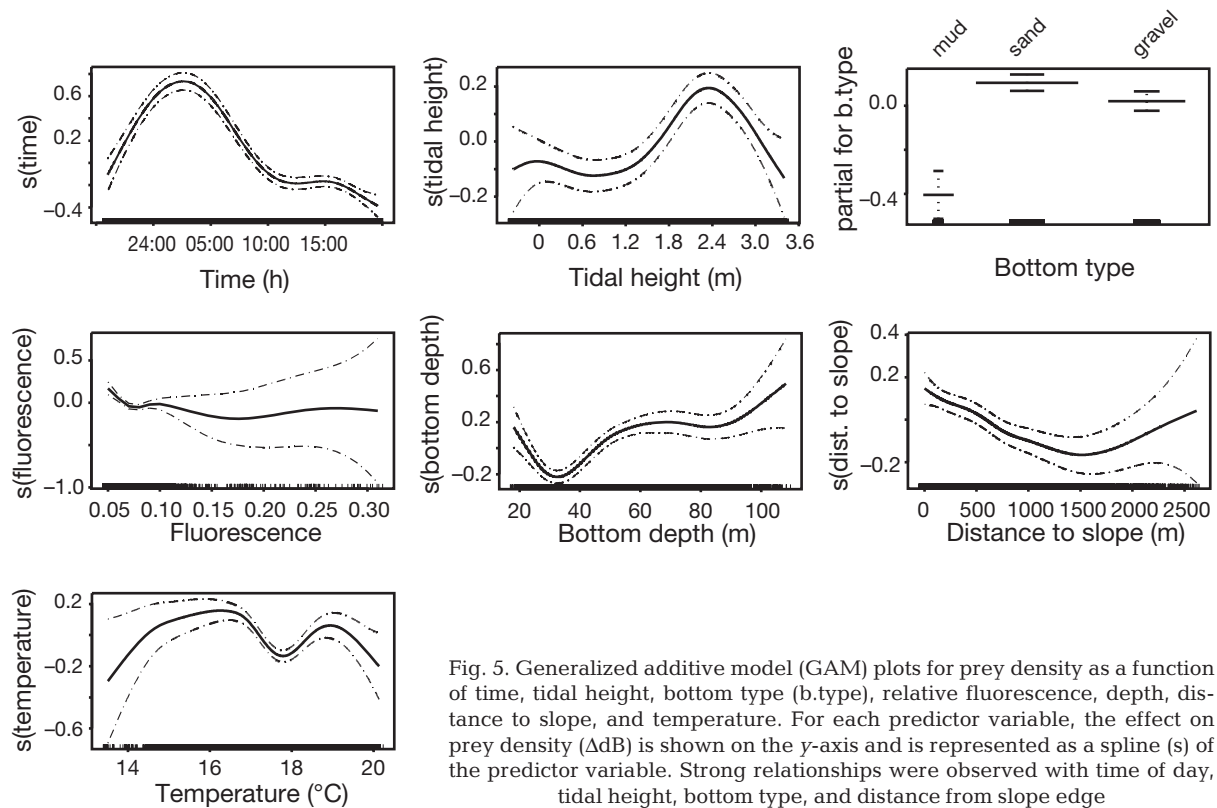 s(time)
0.6
0.2
−0.4
24:00 05:00 10:00 15:00
Time (h)
s(tidal height)
0.2
0.0
−0.2
0 0.6 1.2 1.8 2.4 3.0 3.6
Tidal height (m)
mud sand gravel
partial for b.type
0.0
−0.4
Bottom type
s(fluorescence)
0.5
0.0
−1.0
0.05 0.10 0.15 0.20 0.25 0.30
Fluorescence
s(bottom depth)
0.6
0.2
−0.2
20 40 60 80 100
Bottom depth (m)
s(dist. to slope)
0.4
0.2
−0.2
0 500 1000 1500 2000 2500
Distance to slope (m)
s(temperature)
0.2
−0.2
−0.6
14 16 18 20
Temperature (°C)
Fig. 5. Generalized additive model (GAM) plots for prey density as a function
of time, tidal height, bottom type (b.type), relative fluorescence, depth, dis-
tance to slope, and temperature. For each predictor variable, the effect on
prey density (ΔdB) is shown on the y-axis and is represented as a spline (s) of
the predictor variable. Strong relationships were observed with time of day,
tidal height, bottom type, and distance from slope edge